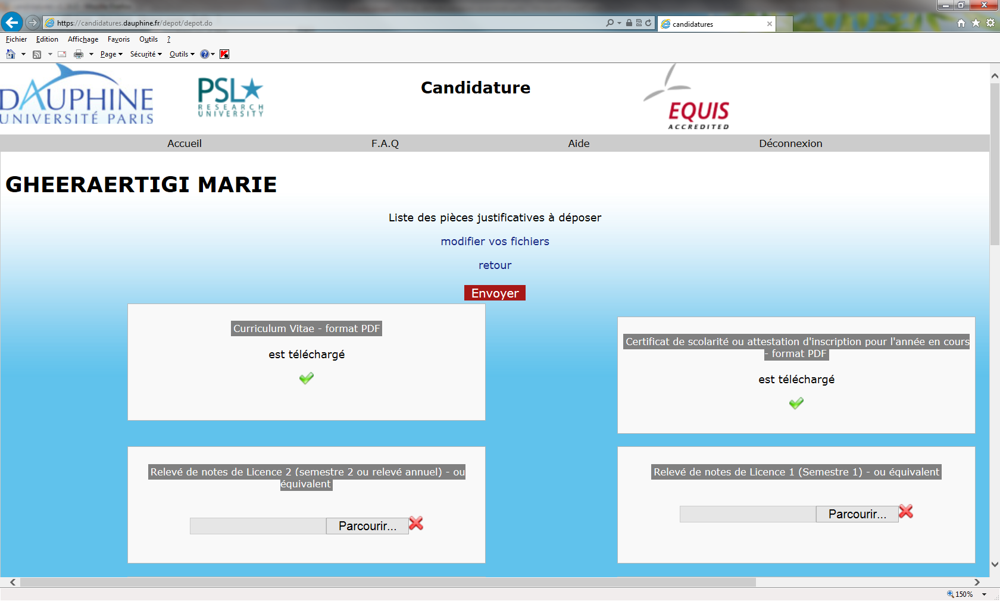 https://candidatures.dauphine.fr/depot/depot.do
candidatures
Fichier Edition Affichage Favoris Outils ?
Page Sécurité Outils
DAUPHINE
UNIVERSITÉ PARIS
PSL
RESEARCH
UNIVERSITY
Candidature
EQUIS
ACCREDITED
Accueil F.A.Q Aide Déconnexion
GHEERAERTIGI MARIE
Liste des pièces justificatives à déposer
modifier vos fichiers
retour
Envoyer
Curriculum Vitae - format PDF
est téléchargé
Certificat de scolarité ou attestation d'inscription pour l'année en cours
- format PDF
est téléchargé
Relevé de notes de Licence 2 (semestre 2 ou relevé annuel) - ou
équivalent
Parcourir...
Relevé de notes de Licence 1 (Semestre 1) - ou équivalent
Parcourir...
150%